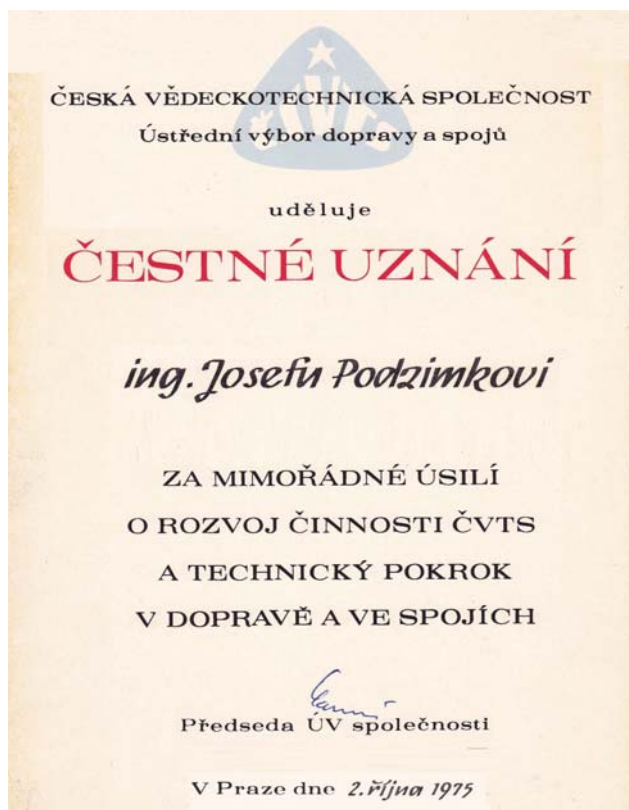 ČVTS
ČESKÁ VĚDECKOTECHNICKÁ SPOLEČNOST
Ústřední výbor dopravy a spojů
uděluje
ČESTNÉ UZNÁNÍ
ing. Josefu Podzimkovi
ZA MIMOŘÁDNÉ ÚSILÍ
O ROZVOJ ČINNOSTI ČVTS
A TECHNICKÝ POKROK
V DOPRAVĚ A VE SPOJÍCH
Předseda ÚV společnosti
V Praze dne 2. října 1975